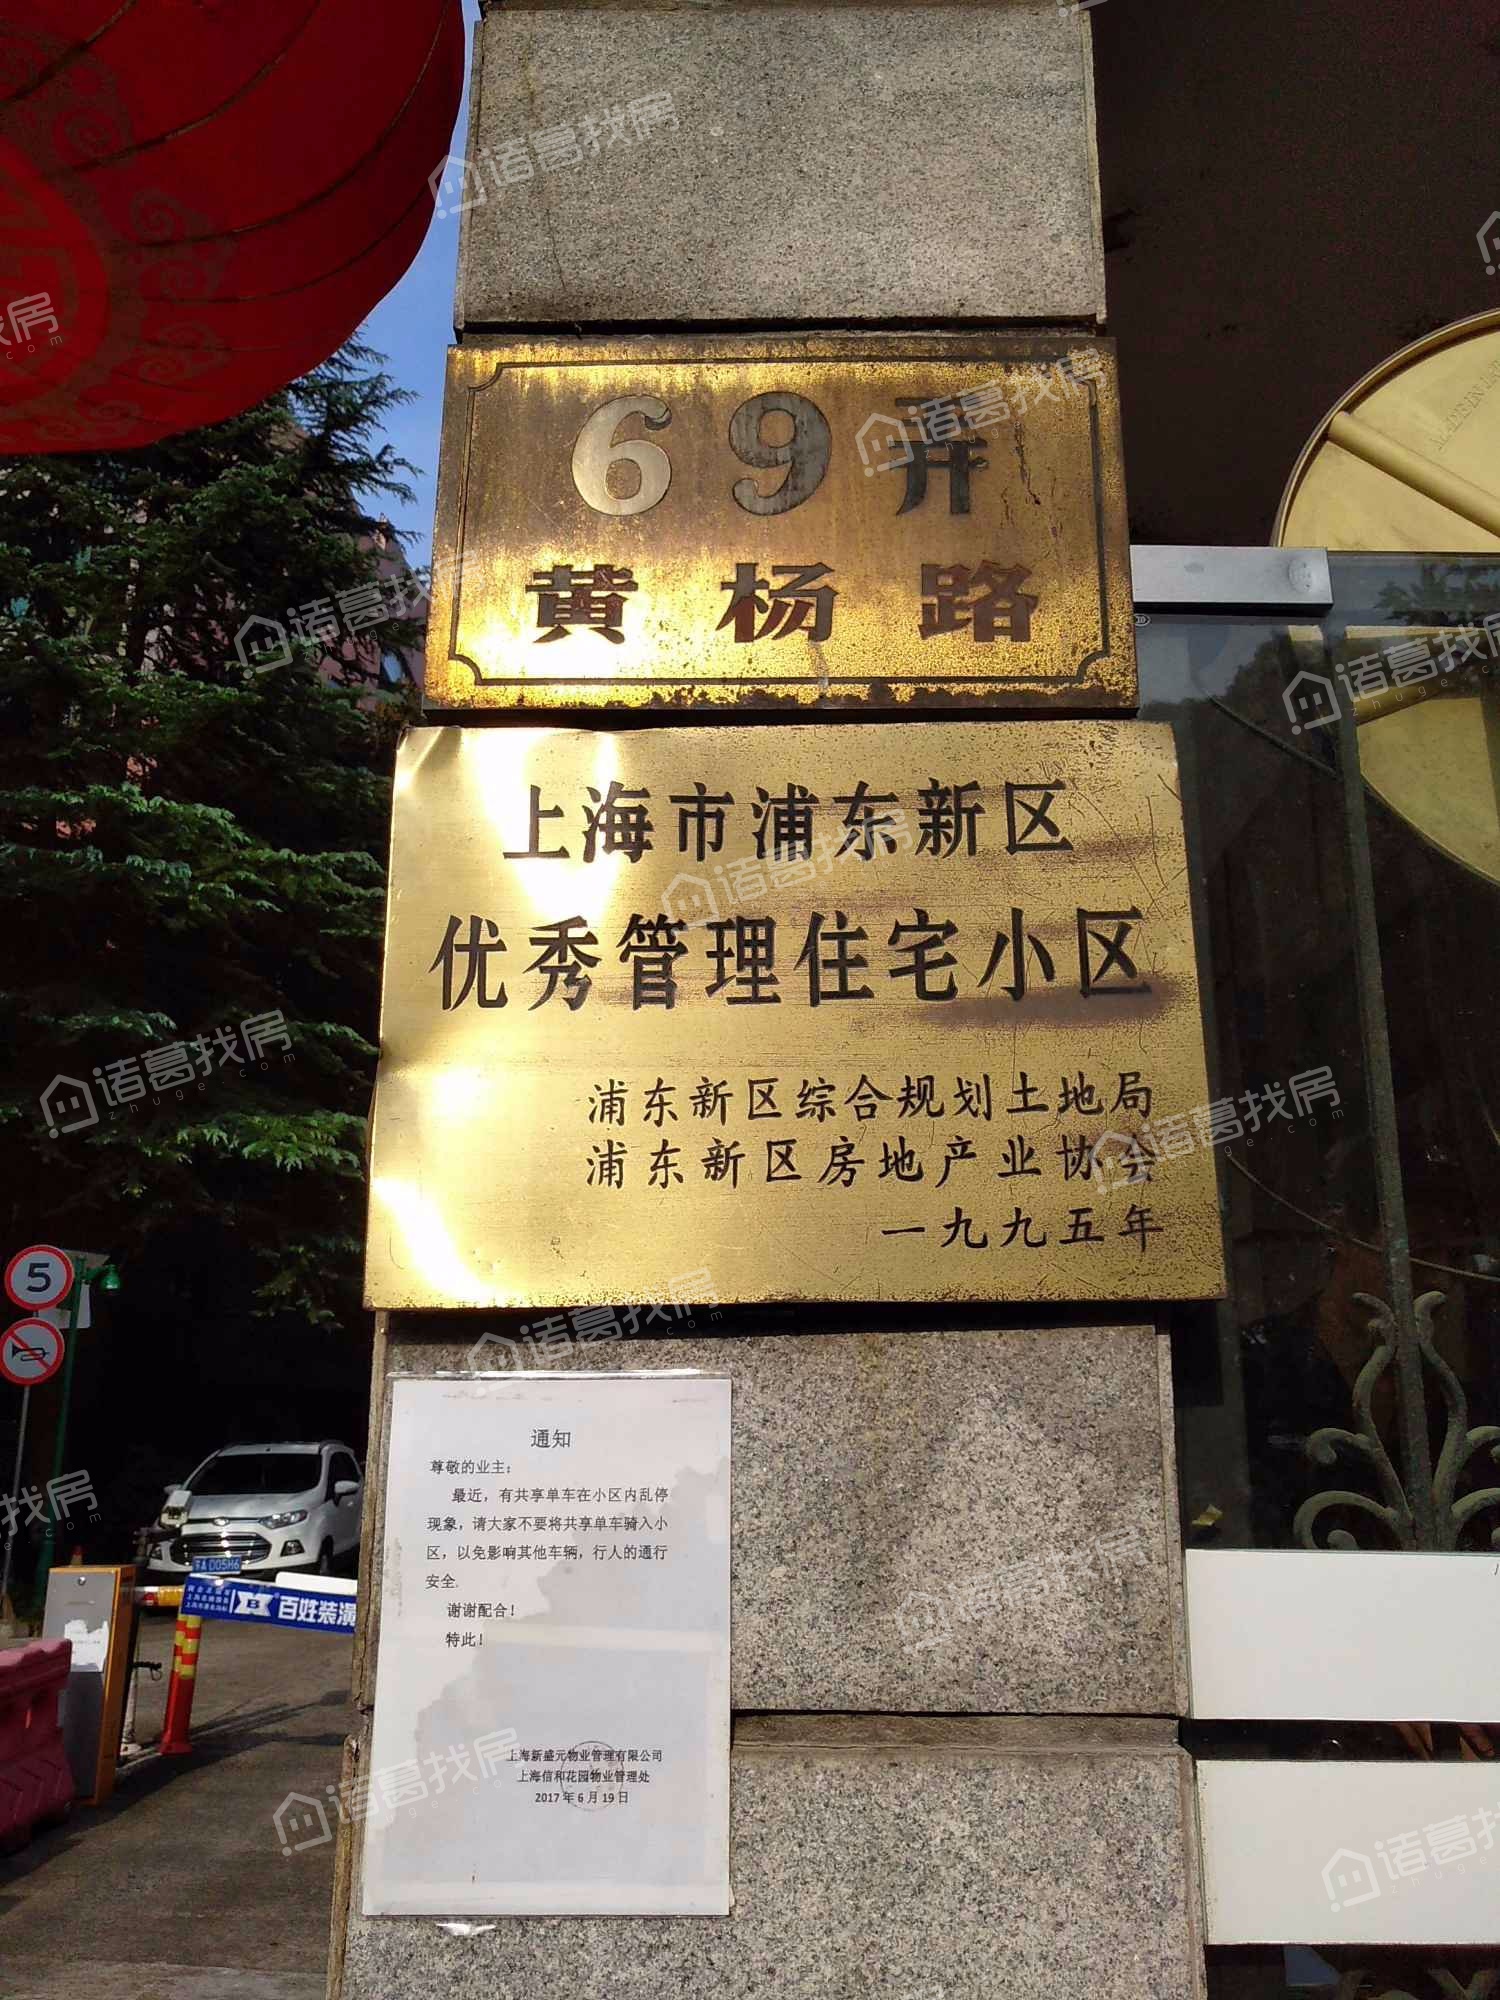 69弄
黄杨路
上海市浦东新区
优秀管理住宅小区
浦东新区综合规划土地局
浦东新区房地产业协会
一九九五年
通知
尊敬的业主：
最近，有共享单车在小区内乱停
现象，请大家不要将共享单车骑入小
区，以免影响其他车辆，行人的通行
安全.
谢谢配合！
特此！
上海新盛元物业管理有限公司
上海信和花园物业管理处
2017年6月19日
5
A·005H6
百姓装潢
诸葛找房
zhuge.com